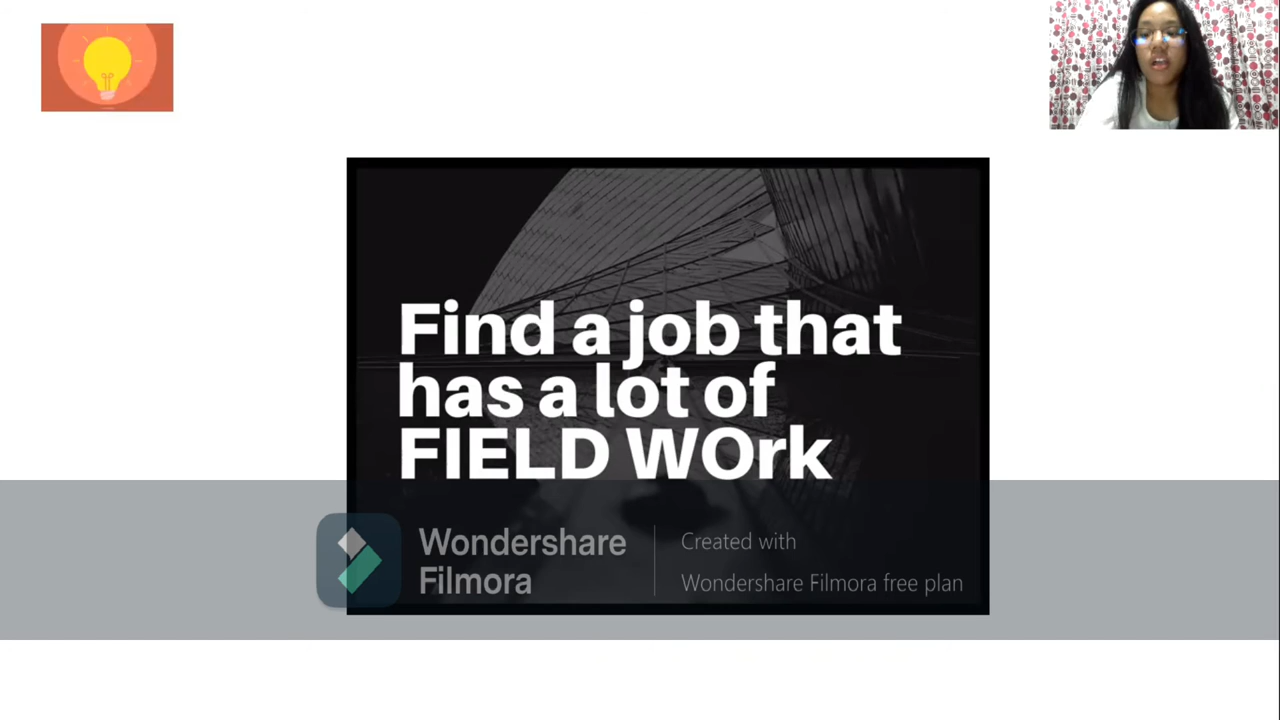 Find a job that
has a lot of
FIELD WOrk
Wondershare
Filmora
Created with
Wondershare Filmora free plan